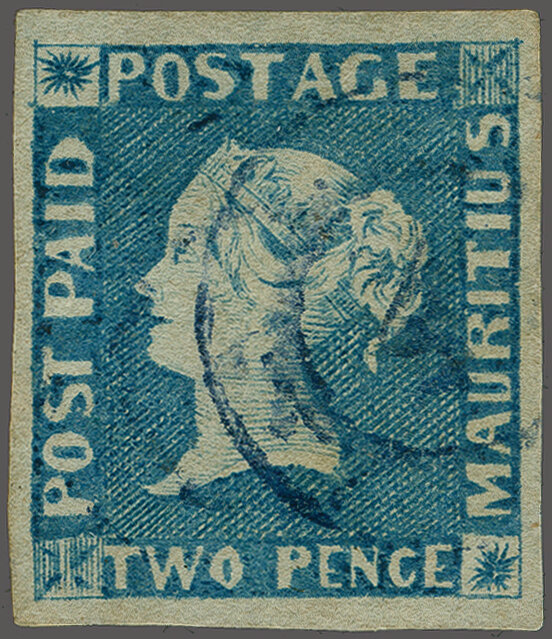 POSTAGE
POST PAID
MAURITIUS
TWO PENCE